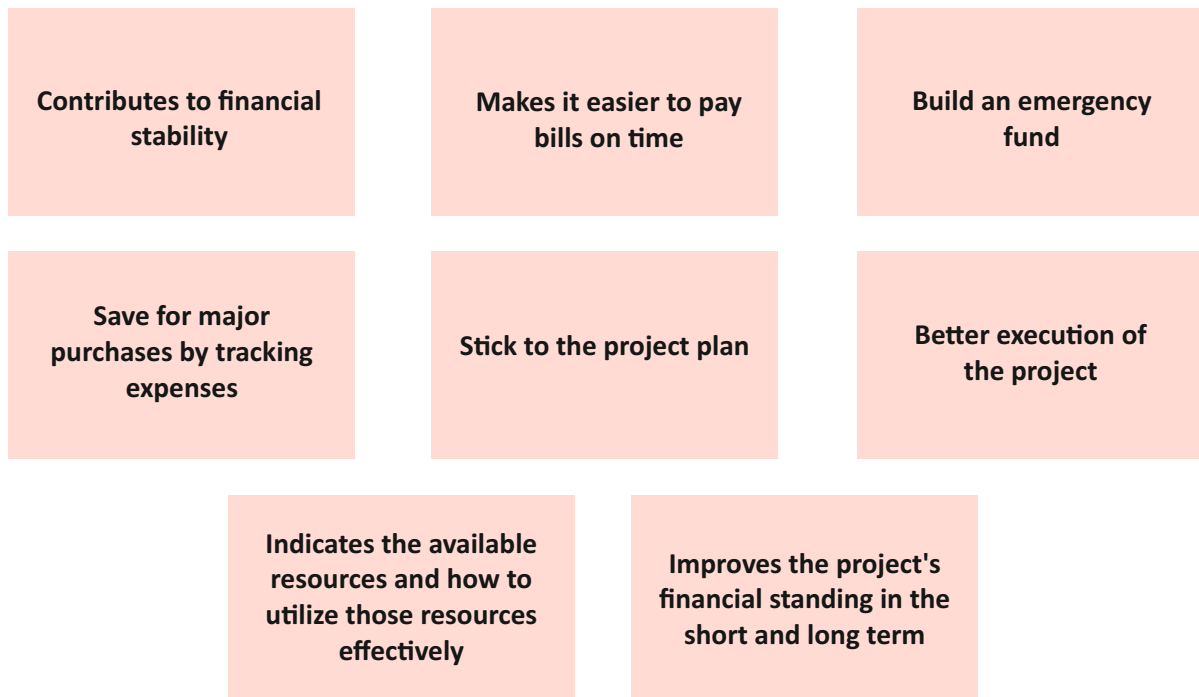 Contributes to financial
stability
Makes it easier to pay
bills on time
Build an emergency
fund
Save for major
purchases by tracking
expenses
Stick to the project plan
Better execution of
the project
Indicates the available
resources and how to
utilize those resources
effectively
Improves the project's
financial standing in the
short and long term